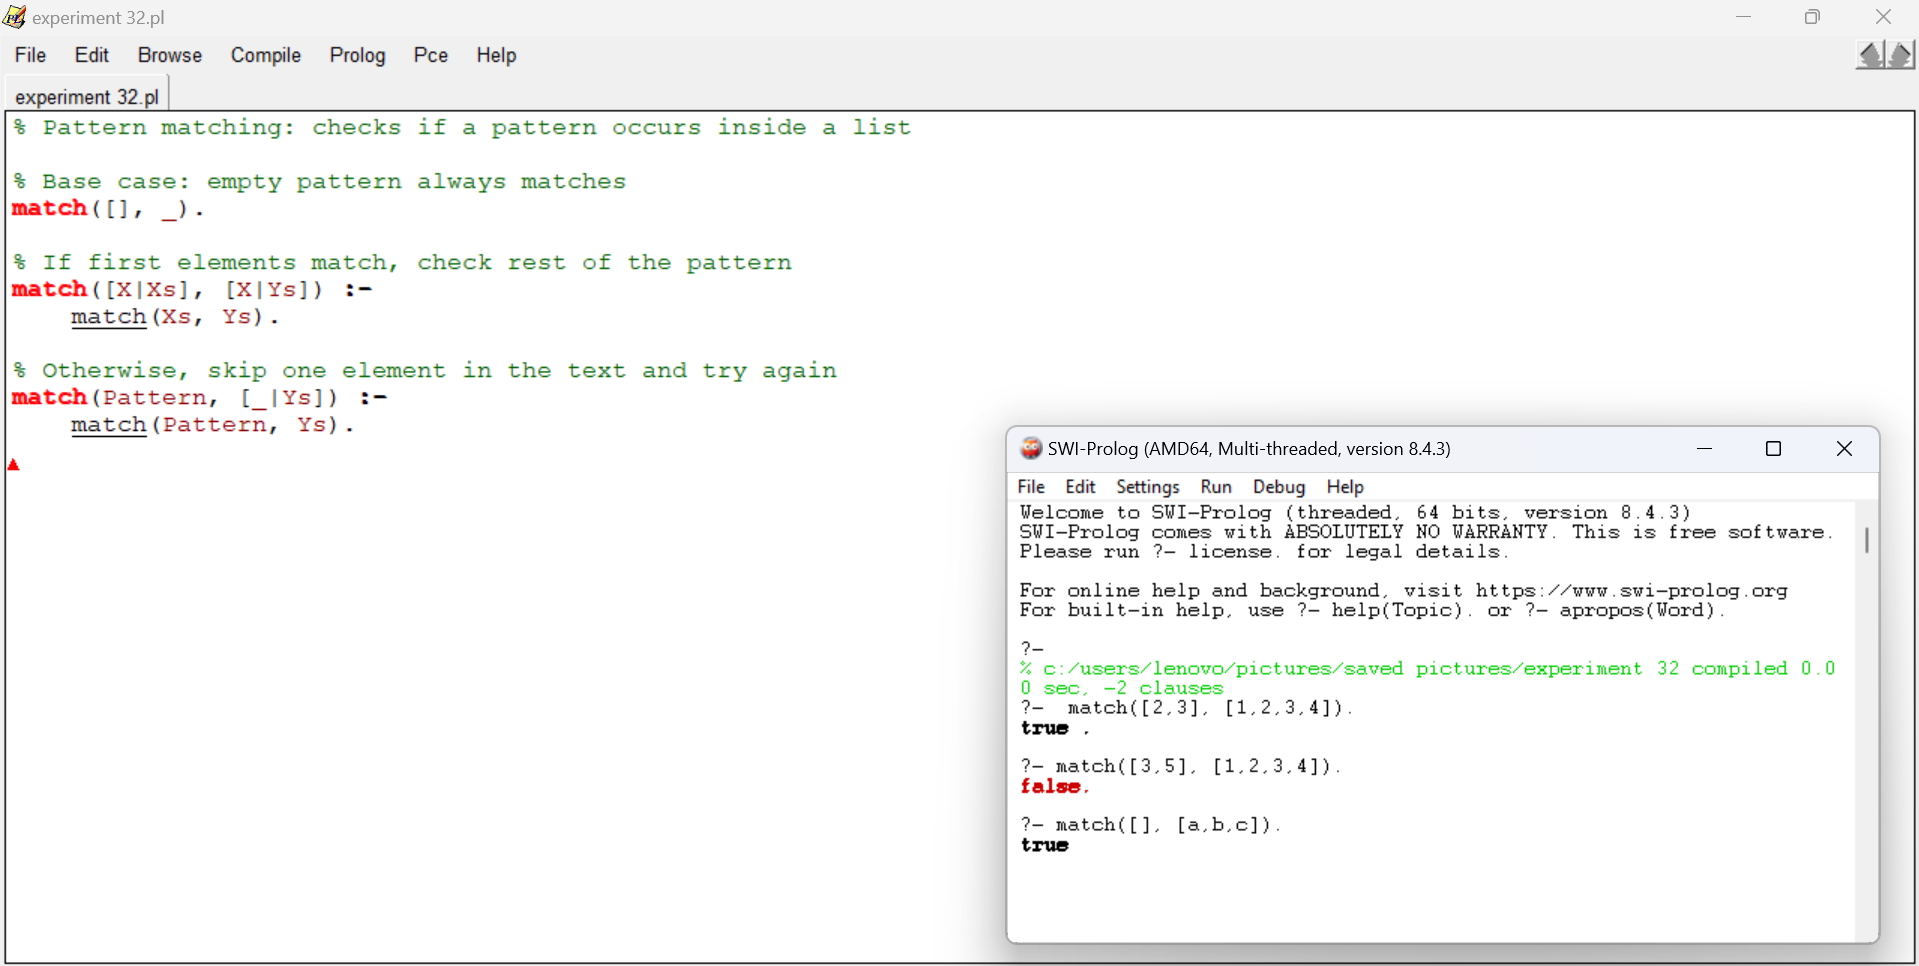 experiment 32.pl
File Edit Browse Compile Prolog Pce Help
experiment 32.pl
% Pattern matching: checks if a pattern occurs inside a list
% Base case: empty pattern always matches
match([], _).
% If first elements match, check rest of the pattern
match([X|Xs], [X|Ys]) :-
    match(Xs, Ys).
% Otherwise, skip one element in the text and try again
match(Pattern, [_|Ys]) :-
    match(Pattern, Ys).
SWI-Prolog (AMD64, Multi-threaded, version 8.4.3)
File Edit Settings Run Debug Help
Welcome to SWI-Prolog (threaded, 64 bits, version 8.4.3)
SWI-Prolog comes with ABSOLUTELY NO WARRANTY. This is free software.
Please run ?- license. for legal details.
For online help and background, visit https://www.swi-prolog.org
For built-in help, use ?- help(Topic). or ?- apropos(Word).
?-
% c:/users/lenovo/pictures/saved pictures/experiment 32 compiled 0.0
0 sec, -2 clauses
?-  match([2,3], [1,2,3,4]).
true .
?- match([3,5], [1,2,3,4]).
false.
?- match([], [a,b,c]).
true